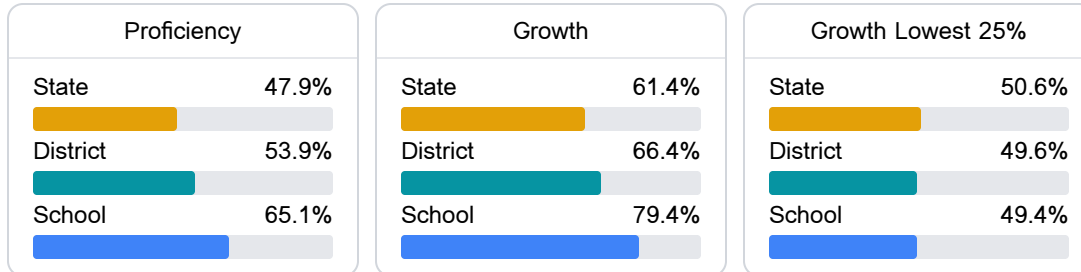 Proficiency
State 47.9%
District 53.9%
School 65.1%
Growth
State 61.4%
District 66.4%
School 79.4%
Growth Lowest 25%
State 50.6%
District 49.6%
School 49.4%